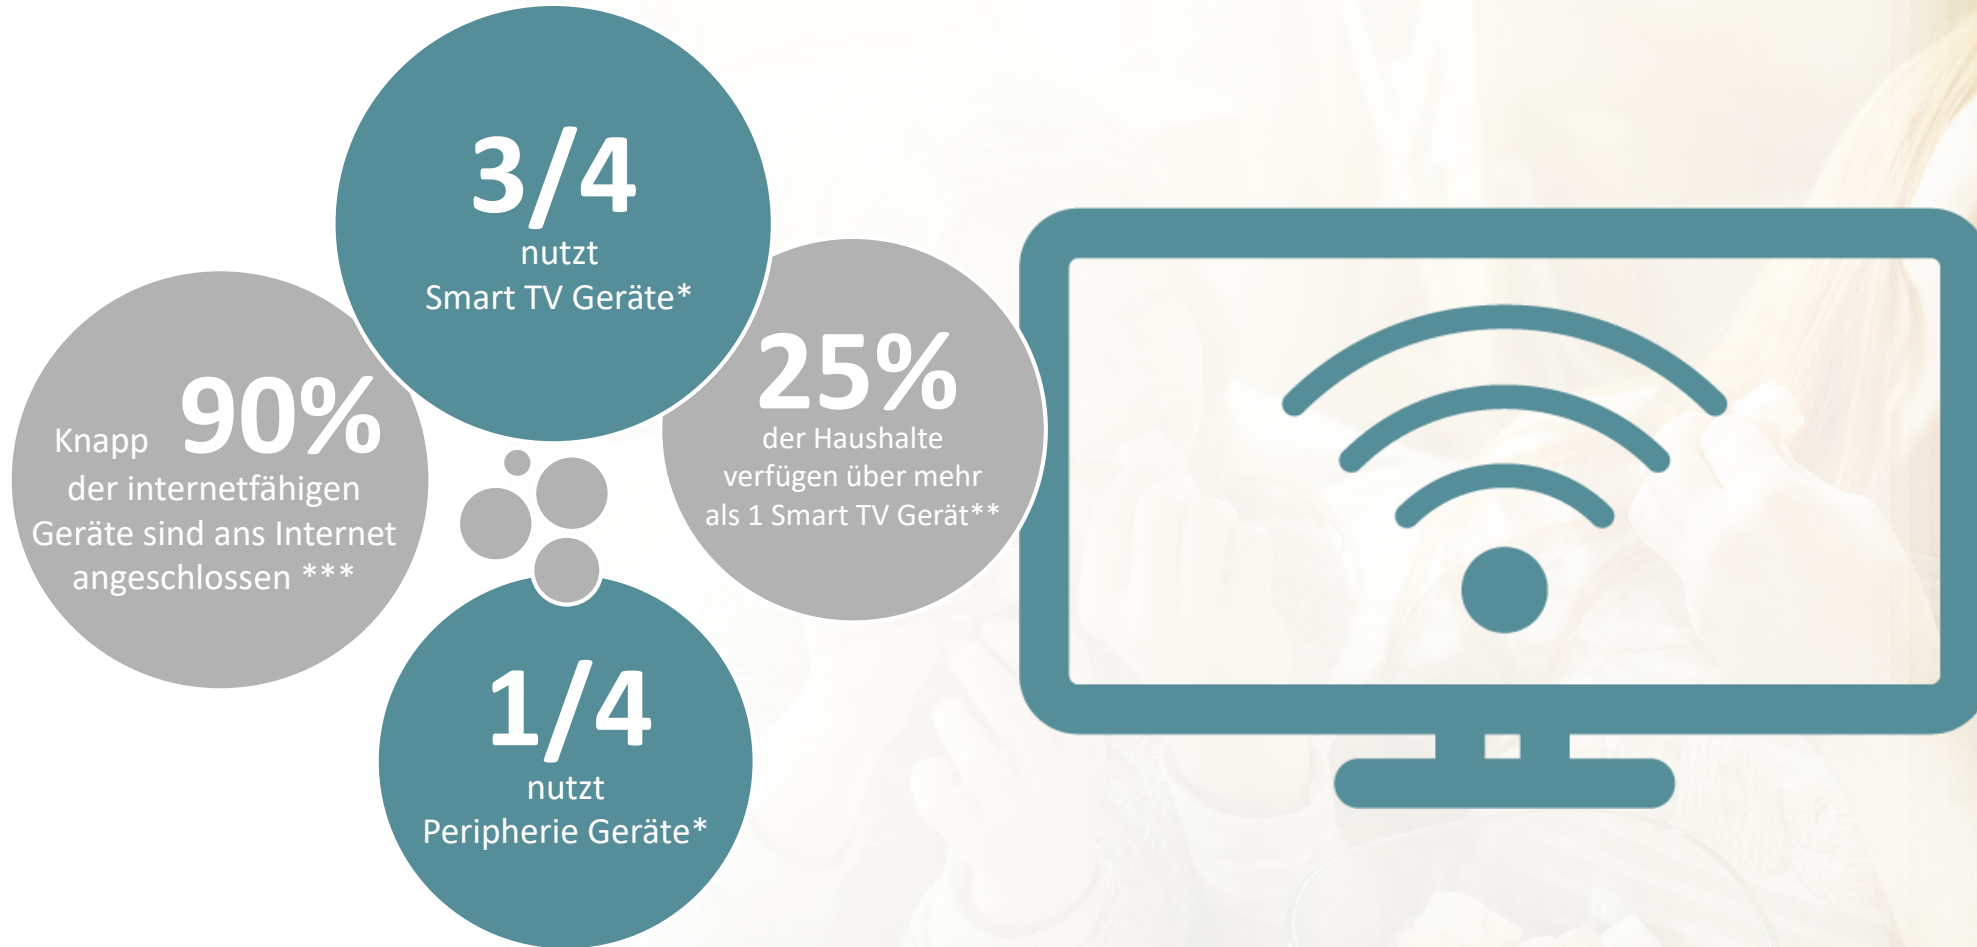 3/4
nutzt
Smart TV Geräte*
Knapp 90%
der internetfähigen
Geräte sind ans Internet
angeschlossen ***
25%
der Haushalte
verfügen über mehr
als 1 Smart TV Gerät**
1/4
nutzt
Peripherie Geräte*